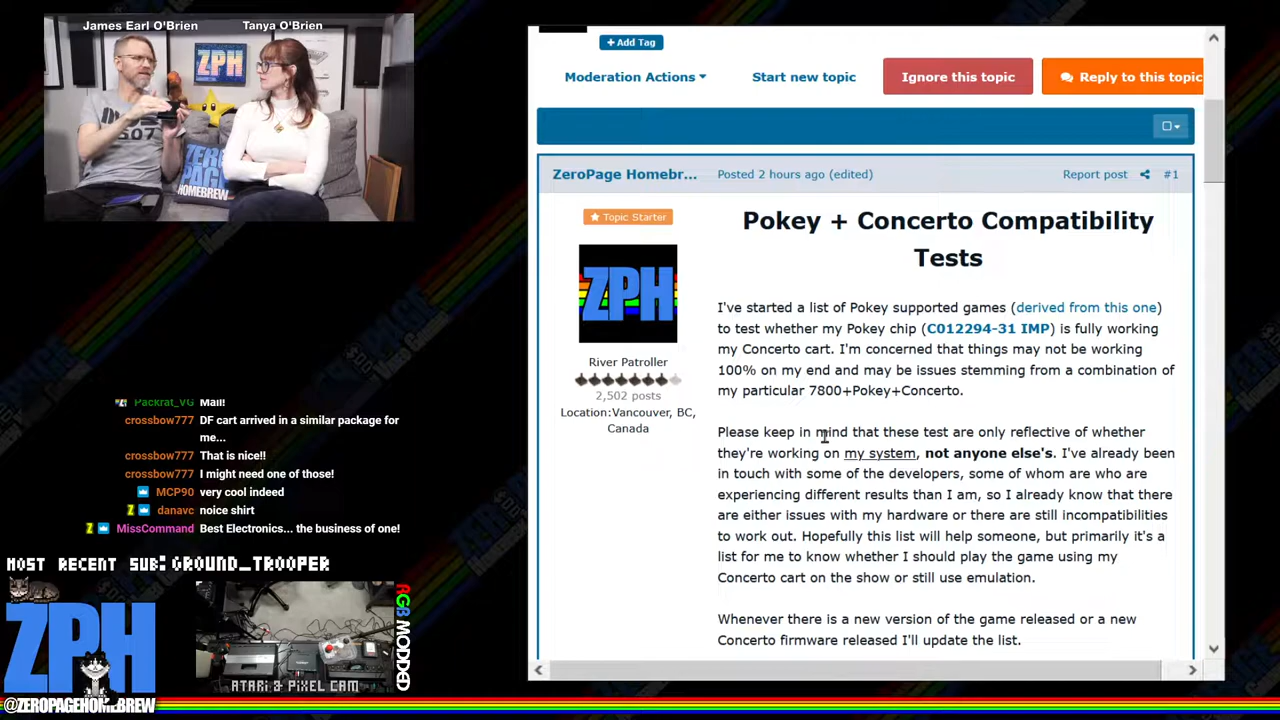 James Earl O'Brien
Tanya O'Brien
ZPH
ZERO
PAGE
HOMEBREW
Packrat_VG Mail!
crossbow777 DF cart arrived in a similar package for
me...
crossbow777 That is nice!!
crossbow777 I might need one of those!
MCP90 very cool indeed
danavc noice shirt
MissCommand Best Electronics... the business of one!
MOST RECENT SUB: GROUND_TROOPER
ZPH
@ZEROPAGEHOMEBREW
ATARI & PIXEL CAM
RGB MODDED
+ Add Tag
Moderation Actions
Start new topic
Ignore this topic
Reply to this topic
ZeroPage Homebr...
Posted 2 hours ago (edited)
Report post
#1
Topic Starter
ZPH
River Patroller
2,502 posts
Location:Vancouver, BC,
Canada
Pokey + Concerto Compatibility
Tests
I've started a list of Pokey supported games (derived from this one)
to test whether my Pokey chip (C012294-31 IMP) is fully working
my Concerto cart. I'm concerned that things may not be working
100% on my end and may be issues stemming from a combination of
my particular 7800+Pokey+Concerto.
Please keep in mind that these test are only reflective of whether
they're working on my system, not anyone else's. I've already been
in touch with some of the developers, some of whom are who are
experiencing different results than I am, so I already know that there
are either issues with my hardware or there are still incompatibilities
to work out. Hopefully this list will help someone, but primarily it's a
list for me to know whether I should play the game using my
Concerto cart on the show or still use emulation.
Whenever there is a new version of the game released or a new
Concerto firmware released I'll update the list.